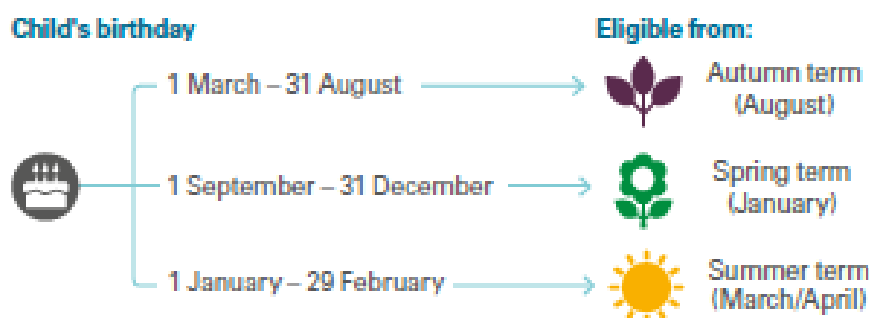 Child's birthday
Eligible from:
1 March – 31 August
Autumn term
(August)
1 September – 31 December
Spring term
(January)
1 January – 29 February
Summer term
(March/April)